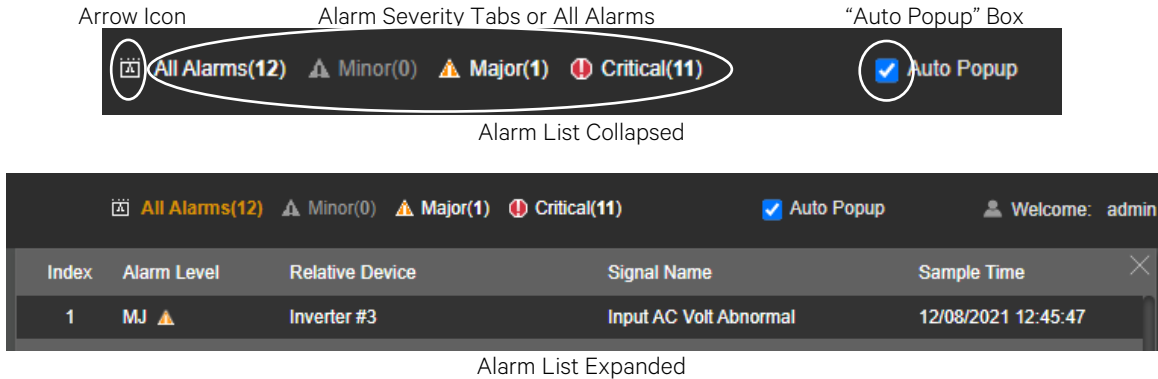 Arrow Icon Alarm Severity Tabs or All Alarms “Auto Popup” Box
All Alarms(12) Minor(0) Major(1) Critical(11) Auto Popup
Alarm List Collapsed
All Alarms(12) Minor(0) Major(1) Critical(11) Auto Popup Welcome: admin
Index Alarm Level Relative Device Signal Name Sample Time
1 MJ Inverter #3 Input AC Volt Abnormal 12/08/2021 12:45:47
Alarm List Expanded